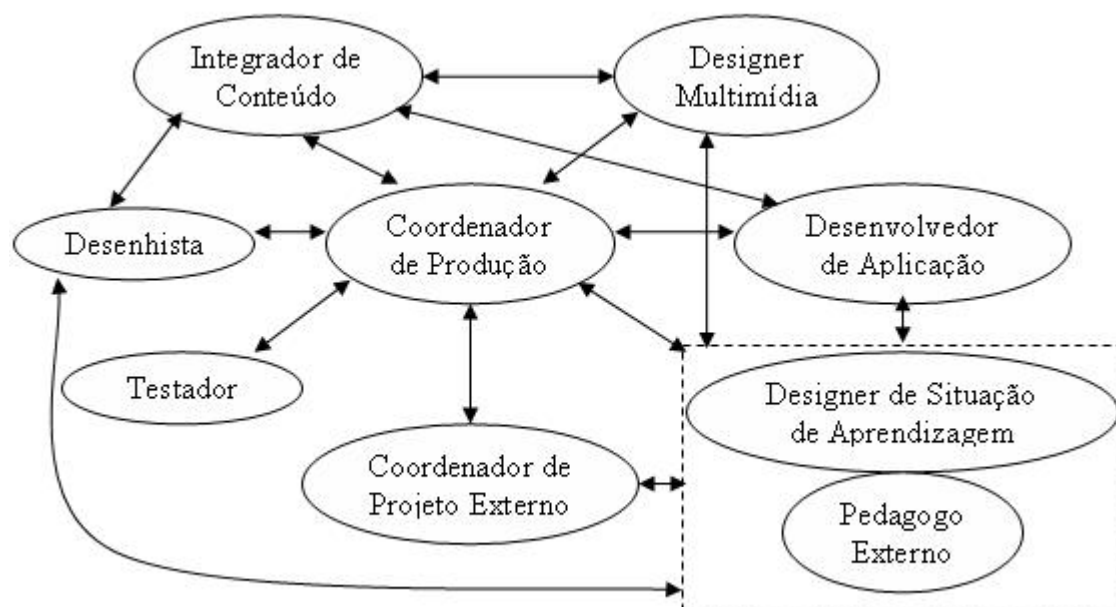 Integrador de
Conteúdo
Designer
Multimídia
Desenhista
Coordenador
de Produção
Desenvolvedor
de Aplicação
Testador
Designer de Situação
de Aprendizagem
Coordenador de
Projeto Externo
Pedagogo
Externo